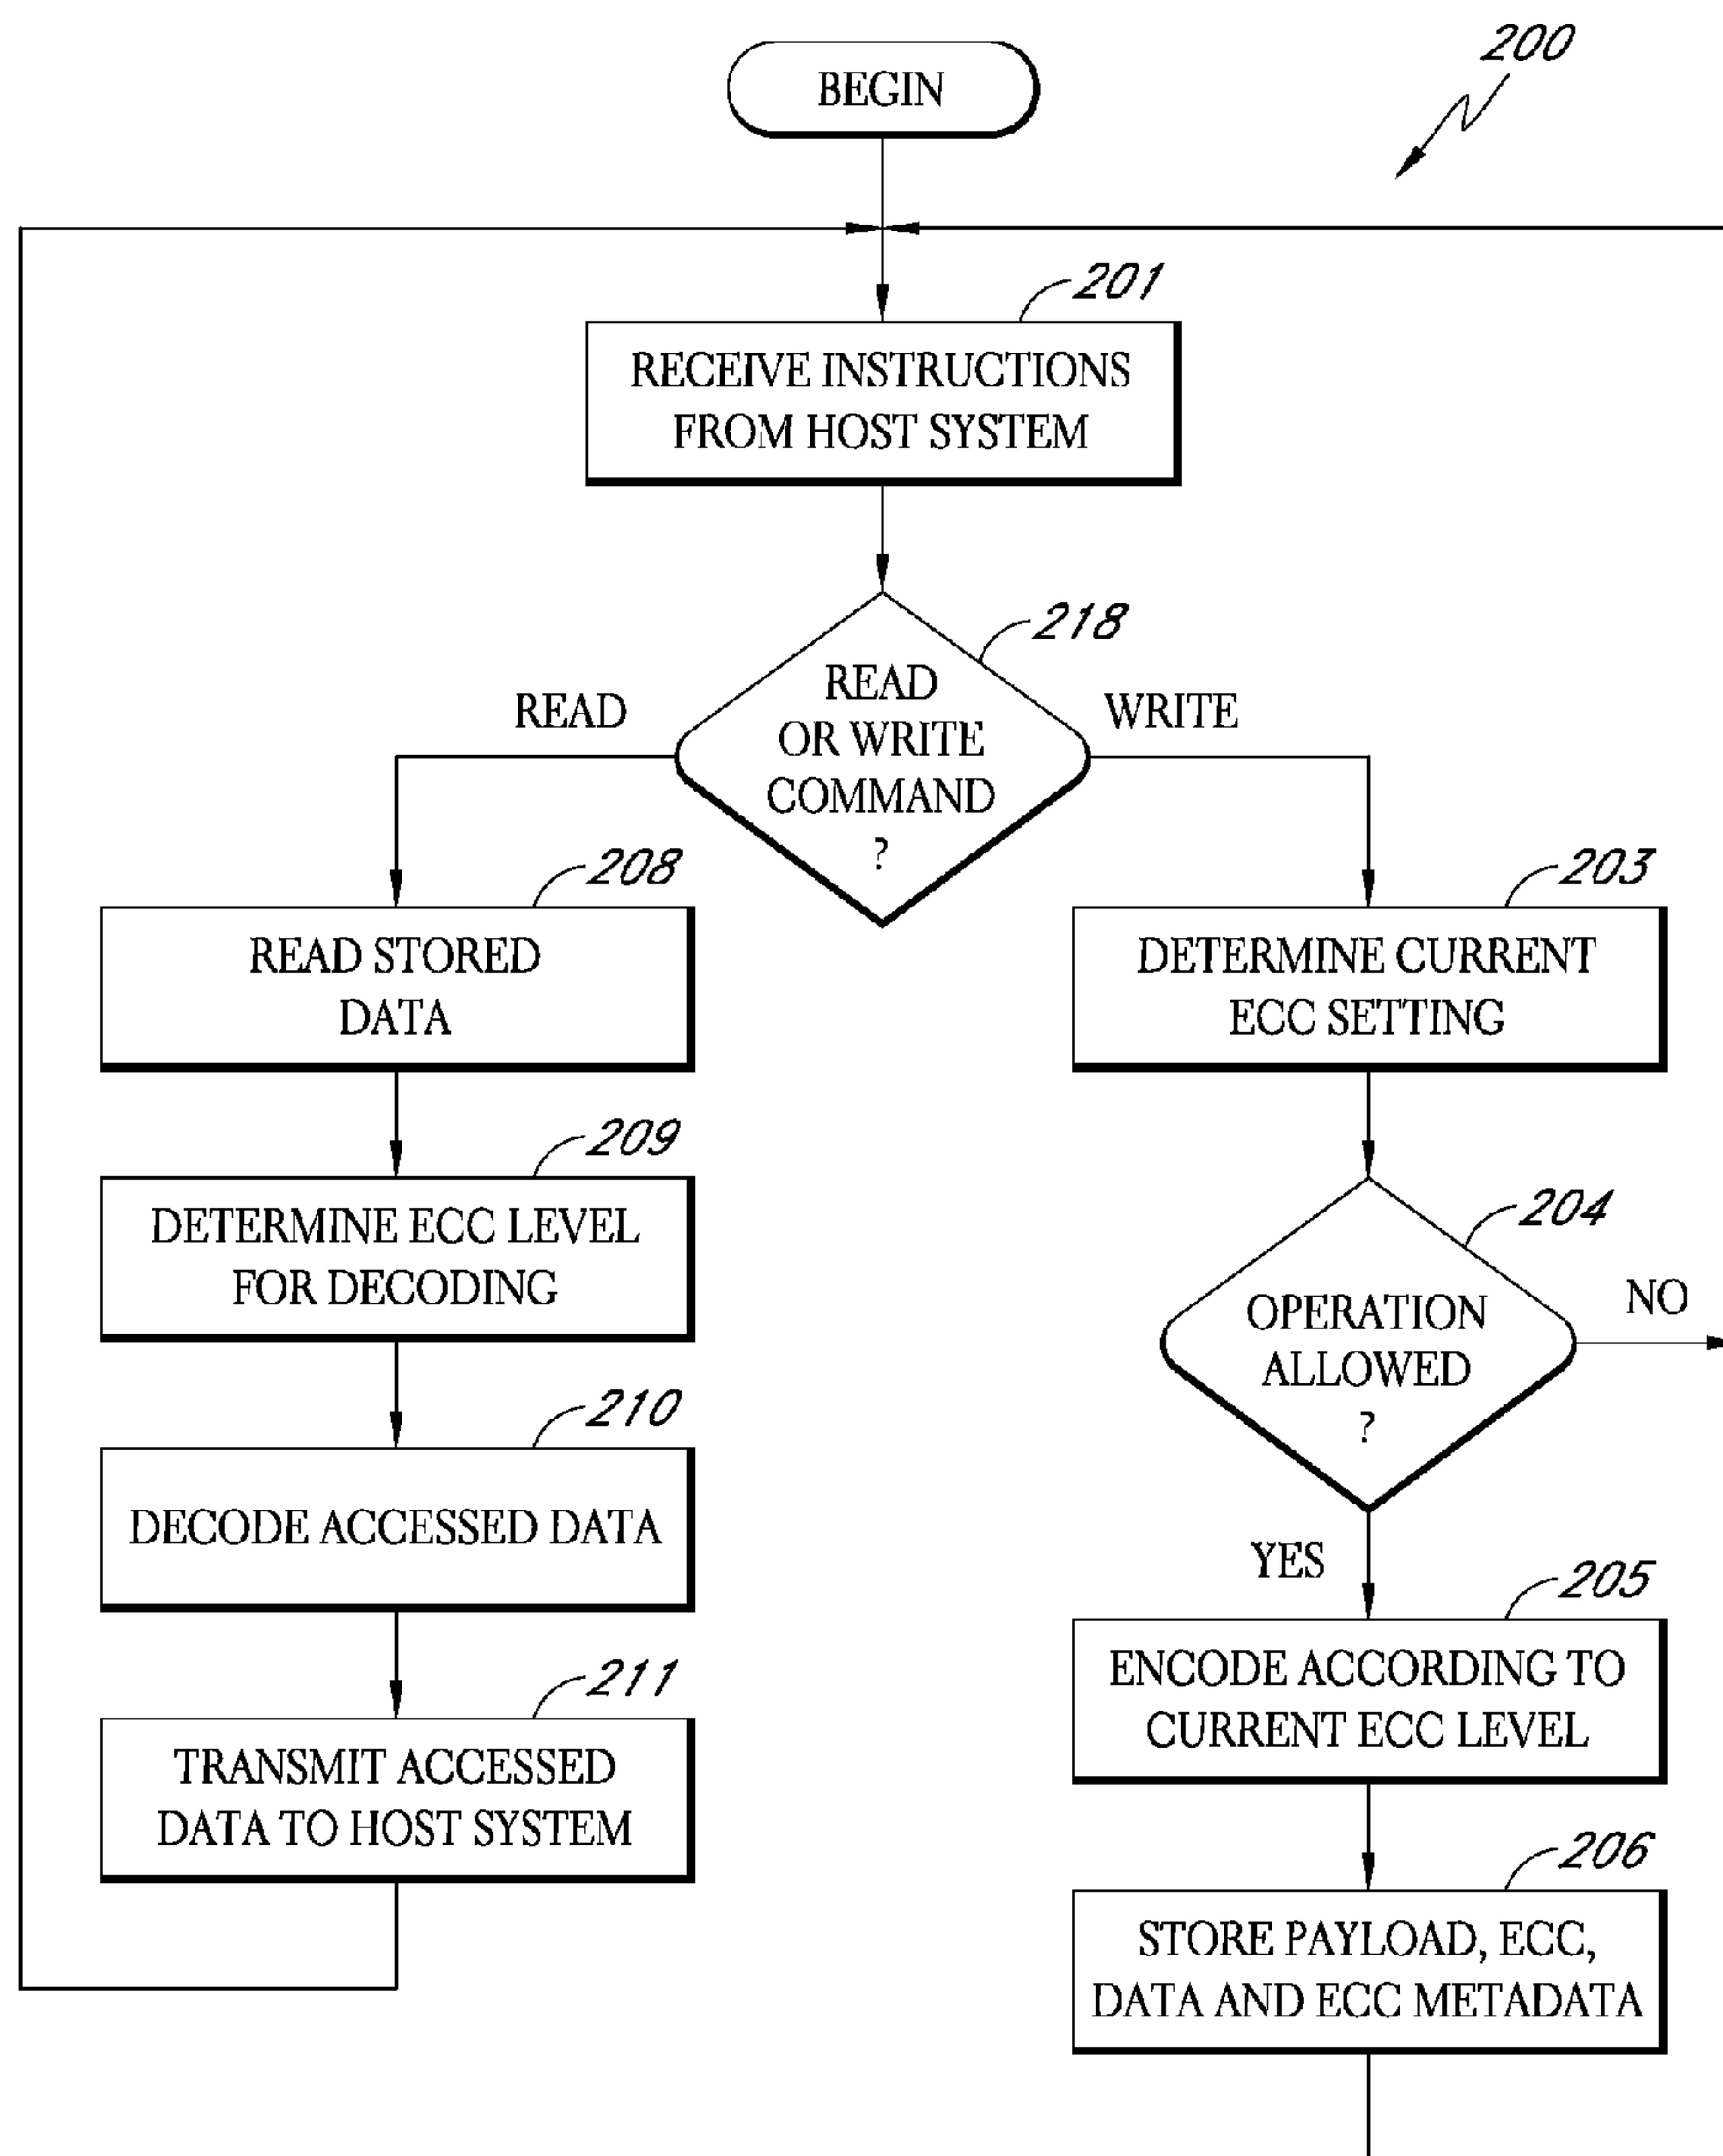 200
BEGIN
201
RECEIVE INSTRUCTIONS
FROM HOST SYSTEM
218
READ
OR WRITE
COMMAND
?
READ
WRITE
208
READ STORED
DATA
209
DETERMINE ECC LEVEL
FOR DECODING
210
DECODE ACCESSED DATA
211
TRANSMIT ACCESSED
DATA TO HOST SYSTEM
203
DETERMINE CURRENT
ECC SETTING
204
OPERATION
ALLOWED
?
NO
YES
205
ENCODE ACCORDING TO
CURRENT ECC LEVEL
206
STORE PAYLOAD, ECC,
DATA AND ECC METADATA